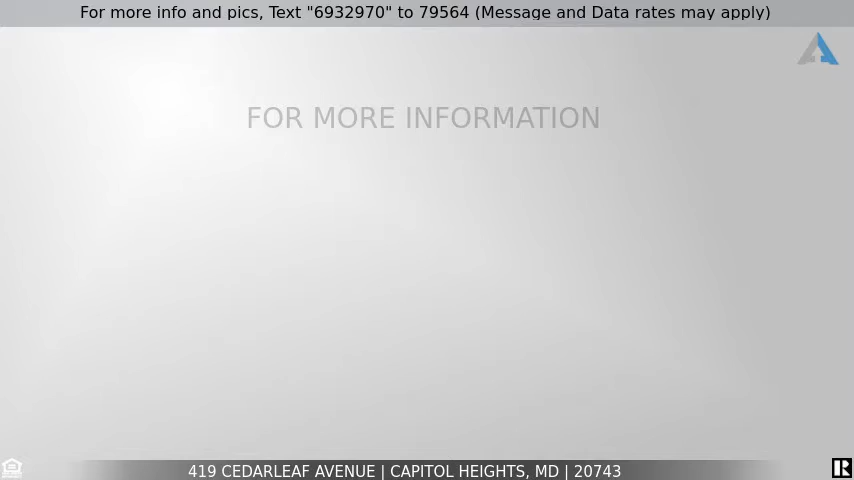 For more info and pics, Text "6932970" to 79564 (Message and Data rates may apply)
FOR MORE INFORMATION
419 CEDARLEAF AVENUE | CAPITOL HEIGHTS, MD | 20743